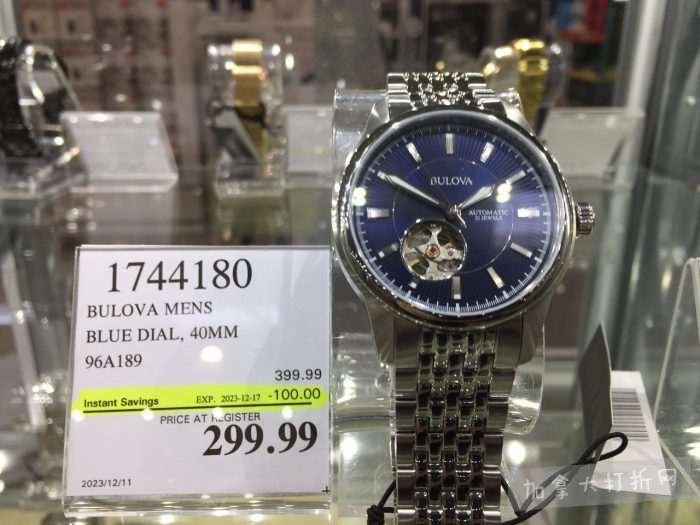 BULOVA
AUTOMATIC
21 JEWELS
1744180
BULOVA MENS
BLUE DIAL, 40MM
96A189
399.99
Instant Savings EXP. 2023-12-17 -100.00
PRICE AT REGISTER
299.99
2023/12/11
加拿大打折网